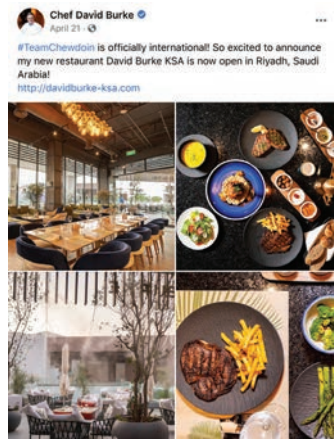 Chef David Burke
April 21 ·
#TeamChewdoin is officially international! So excited to announce
my new restaurant David Burke KSA is now open in Riyadh, Saudi
Arabia!
http://davidburke-ksa.com